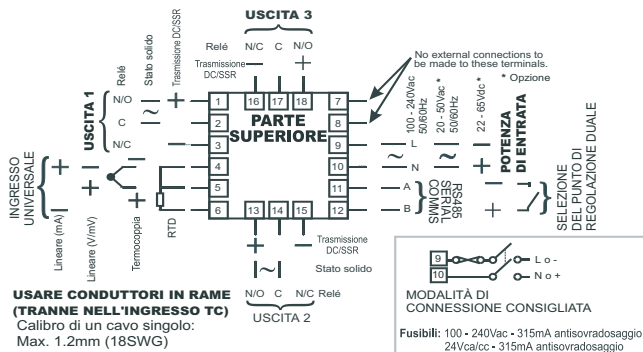 USCITA 3
Relé N/C C N/O
Trasmissione
DC/SSR
No external connections to
be made to these terminals.
USCITA 1
Relé
Stato solido
Trasmissione DC/SSR
N/O
C
N/C
16 17 18
1
2
3
4
5
6
PARTE
SUPERIORE
7
8
9
10
11
12
13 14 15
100 - 240Vac
50/60Hz
20 - 50Vac *
50/60Hz
22 - 65Vdc *
* Opzione
POTENZA
DI ENTRATA
L
N
A
B
RS485
SERIAL
COMMS
SELEZIONE
DEL PUNTO DI
REGOLAZIONE DUALE
INGRESSO
UNIVERSALE
Lineare (mA)
Lineare (V/mV)
Termocoppia
RTD
Trasmissione
DC/SSR
Stato solido
N/O C N/C Relé
USCITA 2
USARE CONDUTTORI IN RAME
(TRANNE NELL'INGRESSO TC)
Calibro di un cavo singolo:
Max. 1.2mm (18SWG)
9 L o -
10 N o +
MODALITÀ DI
CONNESSIONE CONSIGLIATA
Fusibili: 100 - 240Vac - 315mA antisovradosaggio
24Vca/cc - 315mA antisovradosaggio